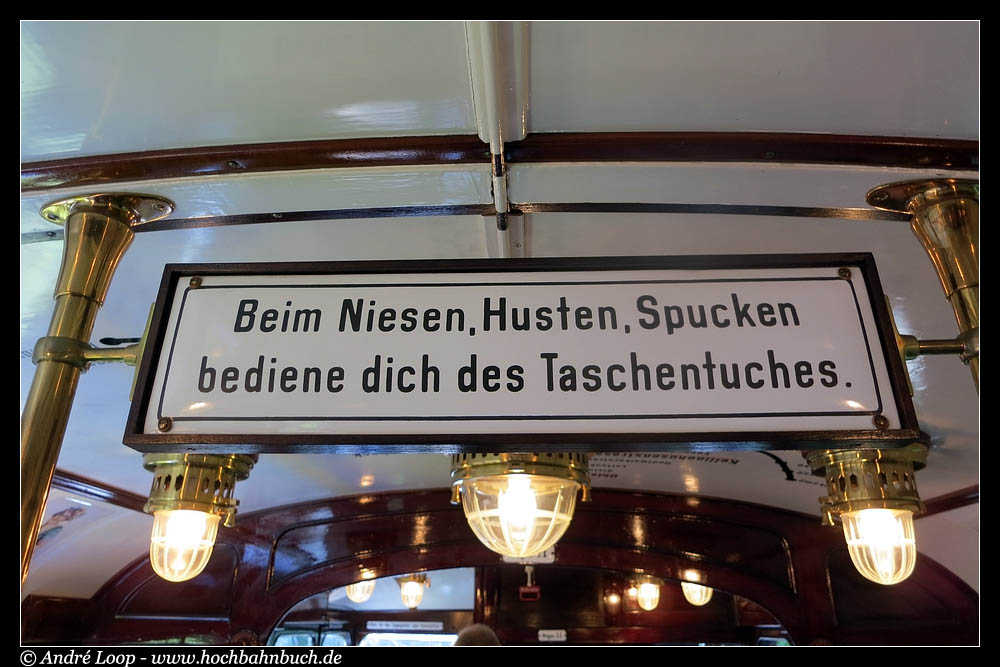 Beim Niesen, Husten, Spucken
bediene dich des Taschentuches.
© André Loop - www.hochbahnbuch.de